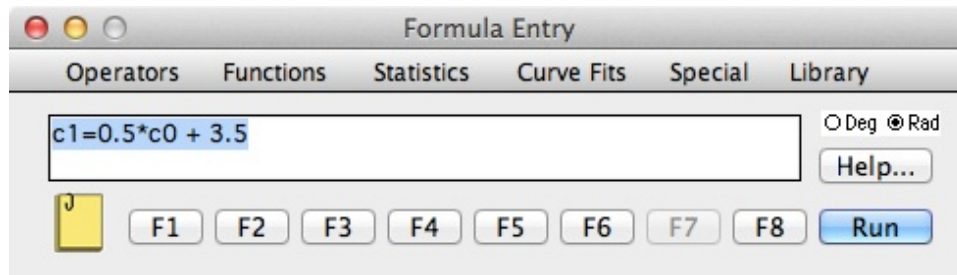 Formula Entry
Operators Functions Statistics Curve Fits Special Library
c1=0.5*c0 + 3.5
Deg Rad
Help...
F1 F2 F3 F4 F5 F6 F7 F8 Run